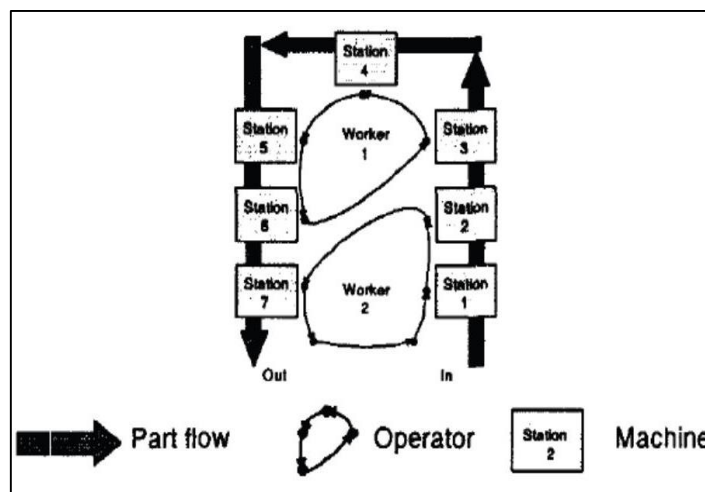 Station
4
Station
5
Worker
1
Station
3
Station
6
Station
2
Station
7
Worker
2
Station
1
Out
In
Part flow
Operator
Station
2
Machine